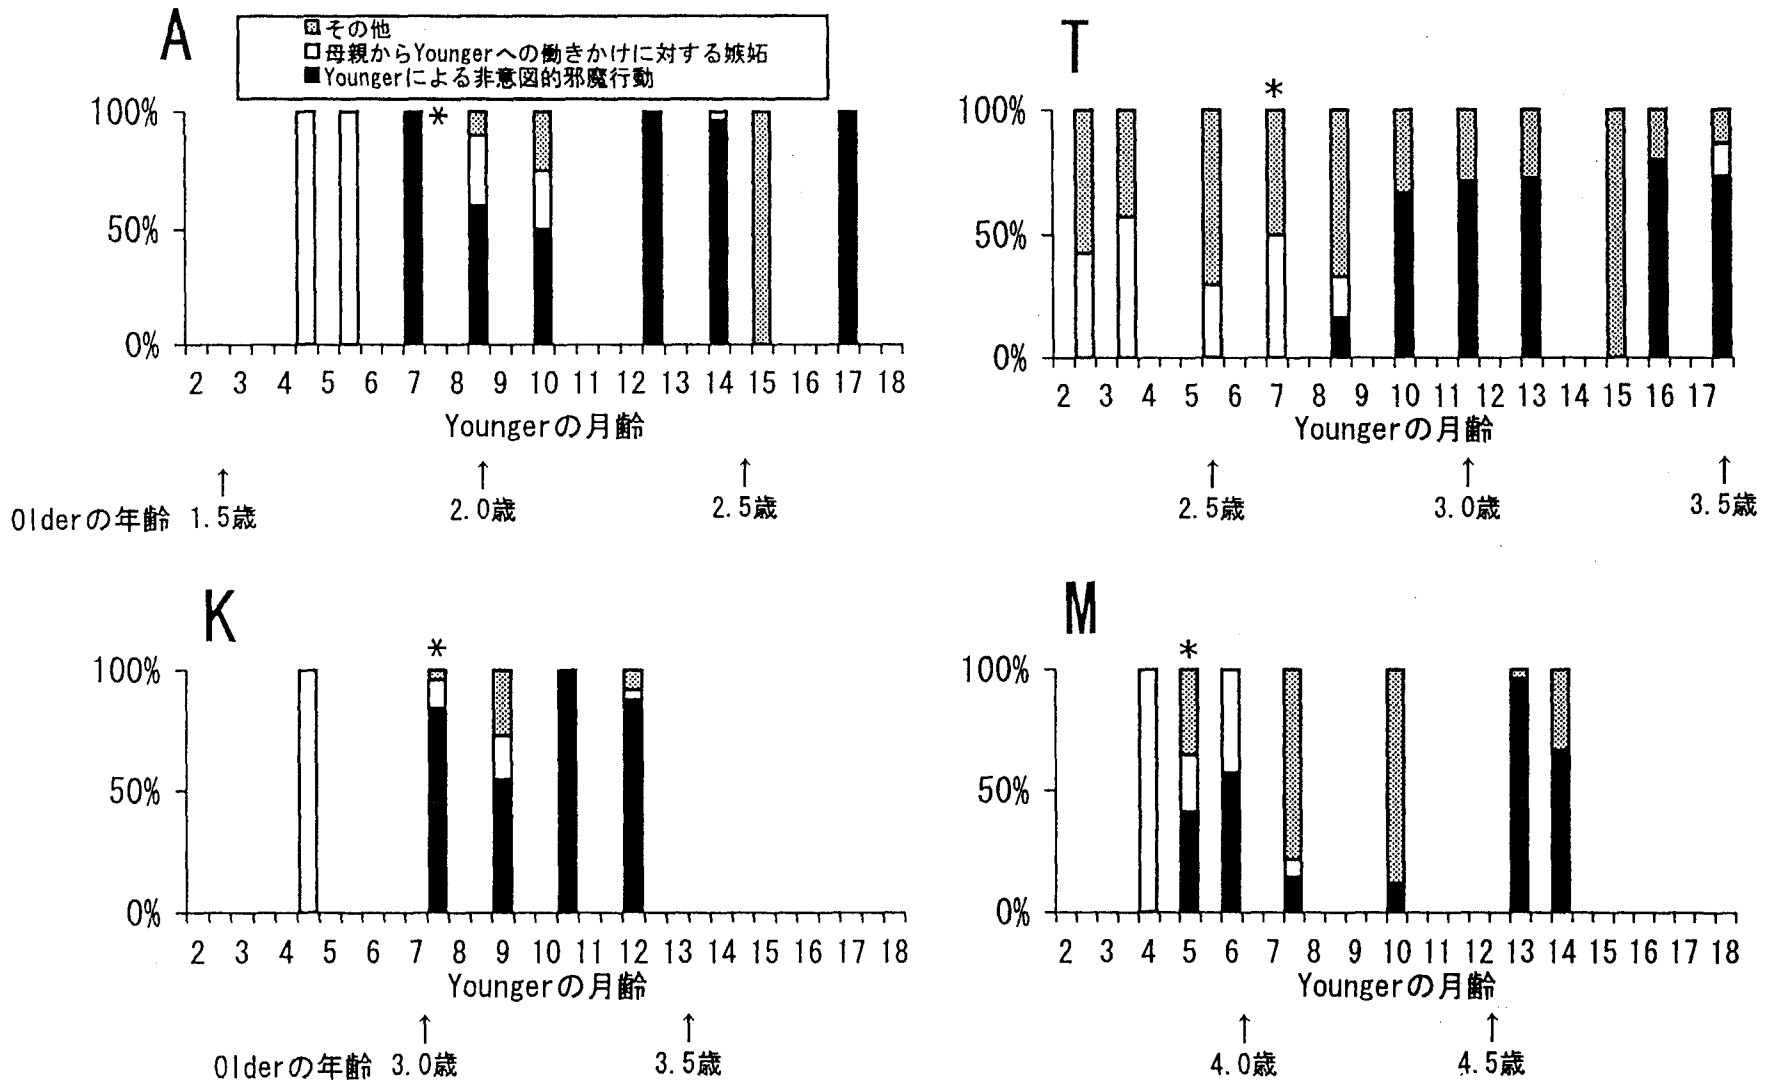 A
その他
母親からYoungerへの働きかけに対する嫉妬
Youngerによる非意図的邪魔行動
100%
50%
0%
*
2 3 4 5 6 7 8 9 10 11 12 13 14 15 16 17 18
Youngerの月齢
↑ ↑ ↑
Olderの年齢 1.5歳 2.0歳 2.5歳
T
100%
50%
0%
*
2 3 4 5 6 7 8 9 10 11 12 13 14 15 16 17
Youngerの月齢
↑ ↑ ↑
2.5歳 3.0歳 3.5歳
K
100%
50%
0%
*
2 3 4 5 6 7 8 9 10 11 12 13 14 15 16 17 18
Youngerの月齢
↑ ↑
Olderの年齢 3.0歳 3.5歳
M
100%
50%
0%
*
2 3 4 5 6 7 8 9 10 11 12 13 14 15 16 17 18
Youngerの月齢
↑ ↑
4.0歳 4.5歳